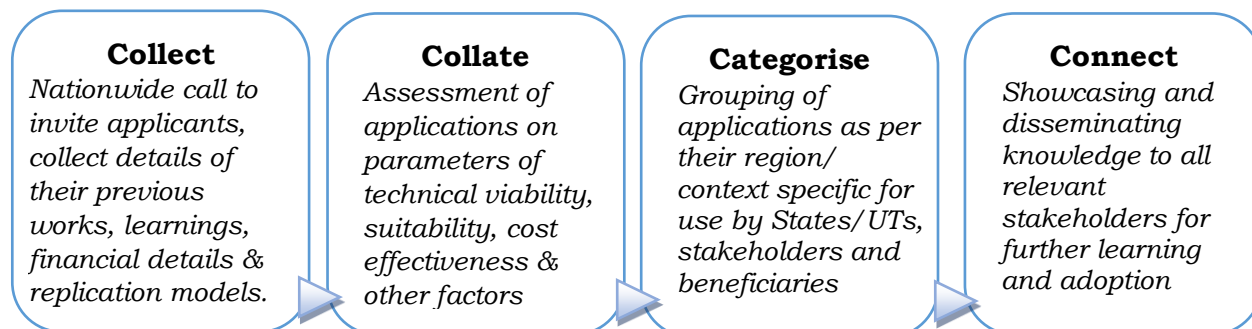 Collect
Nationwide call to
invite applicants,
collect details of
their previous
works, learnings,
financial details &
replication models.
Collate
Assessment of
applications on
parameters of
technical viability,
suitability, cost
effectiveness &
other factors
Categorise
Grouping of
applications as per
their region/
context specific for
use by States/UTs,
stakeholders and
beneficiaries
Connect
Showcasing and
disseminating
knowledge to all
relevant
stakeholders for
further learning
and adoption